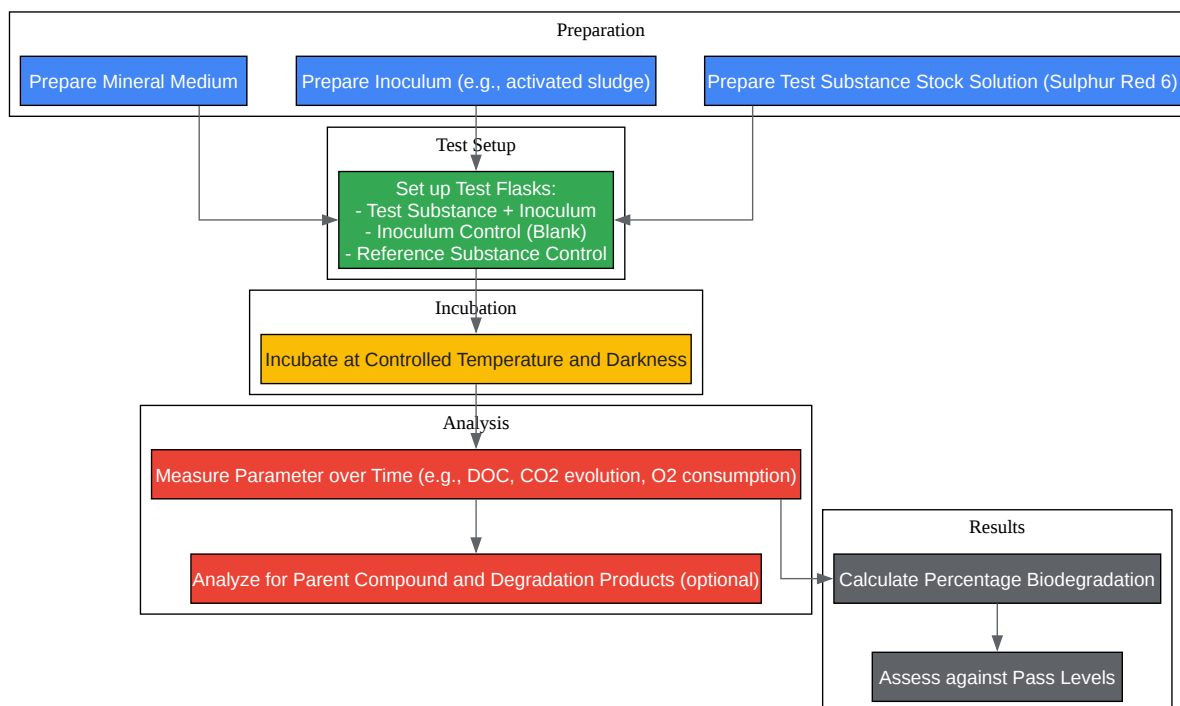 Preparation
Prepare Mineral Medium
Prepare Inoculum (e.g., activated sludge)
Prepare Test Substance Stock Solution (Sulphur Red 6)
Test Setup
Set up Test Flasks:
- Test Substance + Inoculum
- Inoculum Control (Blank)
- Reference Substance Control
Incubation
Incubate at Controlled Temperature and Darkness
Analysis
Measure Parameter over Time (e.g., DOC, CO2 evolution, O2 consumption)
Analyze for Parent Compound and Degradation Products (optional)
Results
Calculate Percentage Biodegradation
Assess against Pass Levels